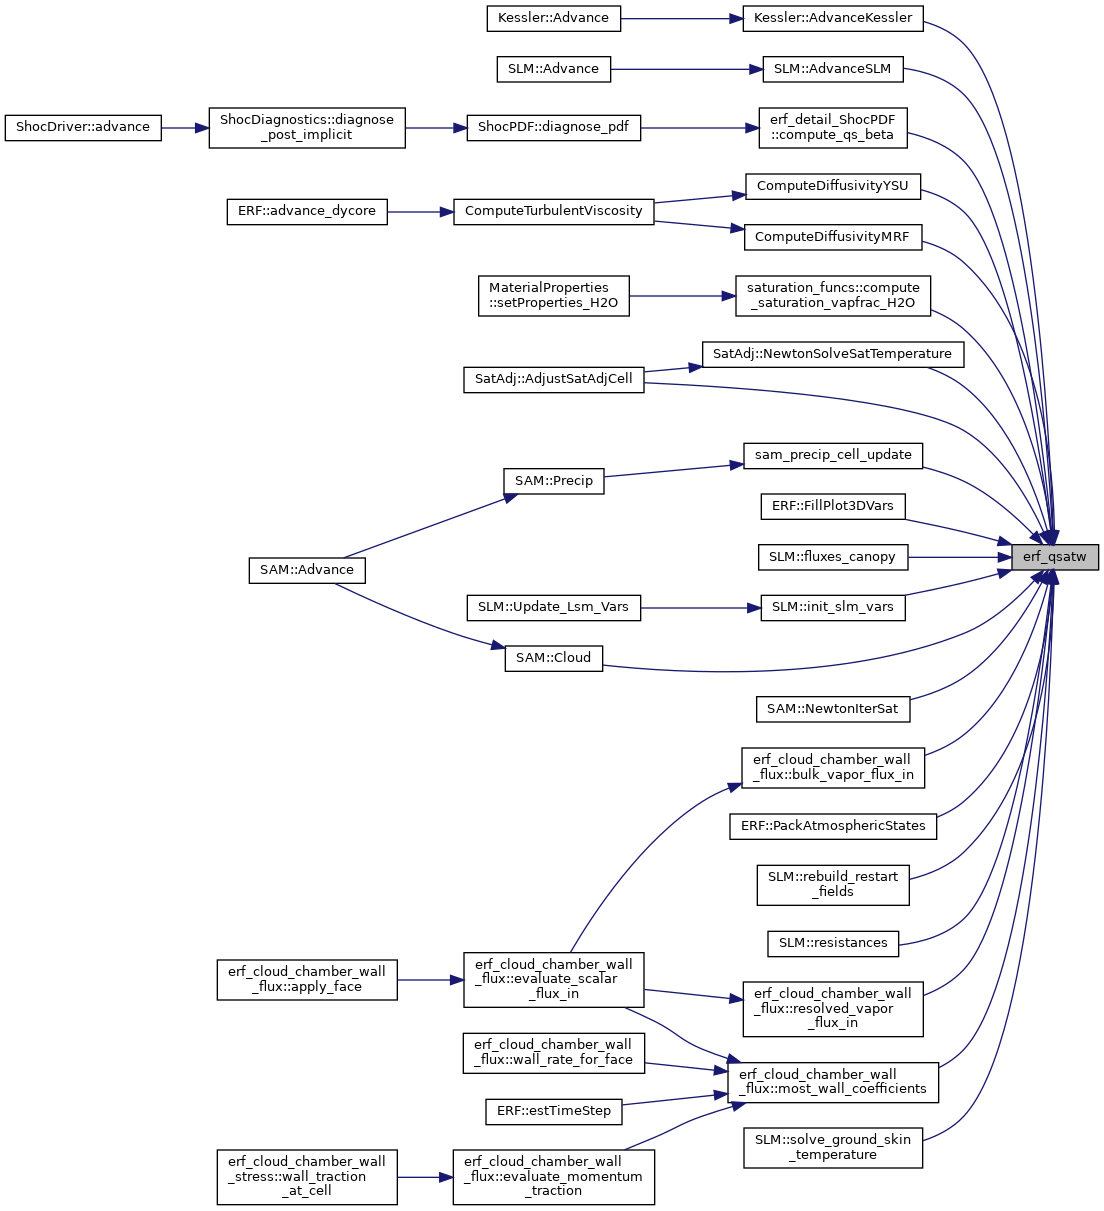 Kessler::Advance
Kessler::AdvanceKessler
SLM::Advance
SLM::AdvanceSLM
ShocDriver::advance
ShocDiagnostics::diagnose
_post_implicit
ShocPDF::diagnose_pdf
erf_detail_ShocPDF
::compute_qs_beta
ComputeDiffusivityYSU
ERF::advance_dycore
ComputeTurbulentViscosity
ComputeDiffusivityMRF
MaterialProperties
::setProperties_H2O
saturation_funcs::compute
_saturation_vapfrac_H2O
SatAdj::NewtonSolveSatTemperature
SatAdj::AdjustSatAdjCell
sam_precip_cell_update
SAM::Precip
ERF::FillPlot3DVars
SLM::fluxes_canopy
erf_qsatw
SAM::Advance
SLM::Update_Lsm_Vars
SLM::init_slm_vars
SAM::Cloud
SAM::NewtonIterSat
erf_cloud_chamber_wall
_flux::bulk_vapor_flux_in
ERF::PackAtmosphericStates
SLM::rebuild_restart
_fields
SLM::resistances
erf_cloud_chamber_wall
_flux::apply_face
erf_cloud_chamber_wall
_flux::evaluate_scalar
_flux_in
erf_cloud_chamber_wall
_flux::resolved_vapor
_flux_in
erf_cloud_chamber_wall
_flux::wall_rate_for_face
erf_cloud_chamber_wall
_flux::most_wall_coefficients
ERF::estTimeStep
SLM::solve_ground_skin
_temperature
erf_cloud_chamber_wall
_stress::wall_traction
_at_cell
erf_cloud_chamber_wall
_flux::evaluate_momentum
_traction